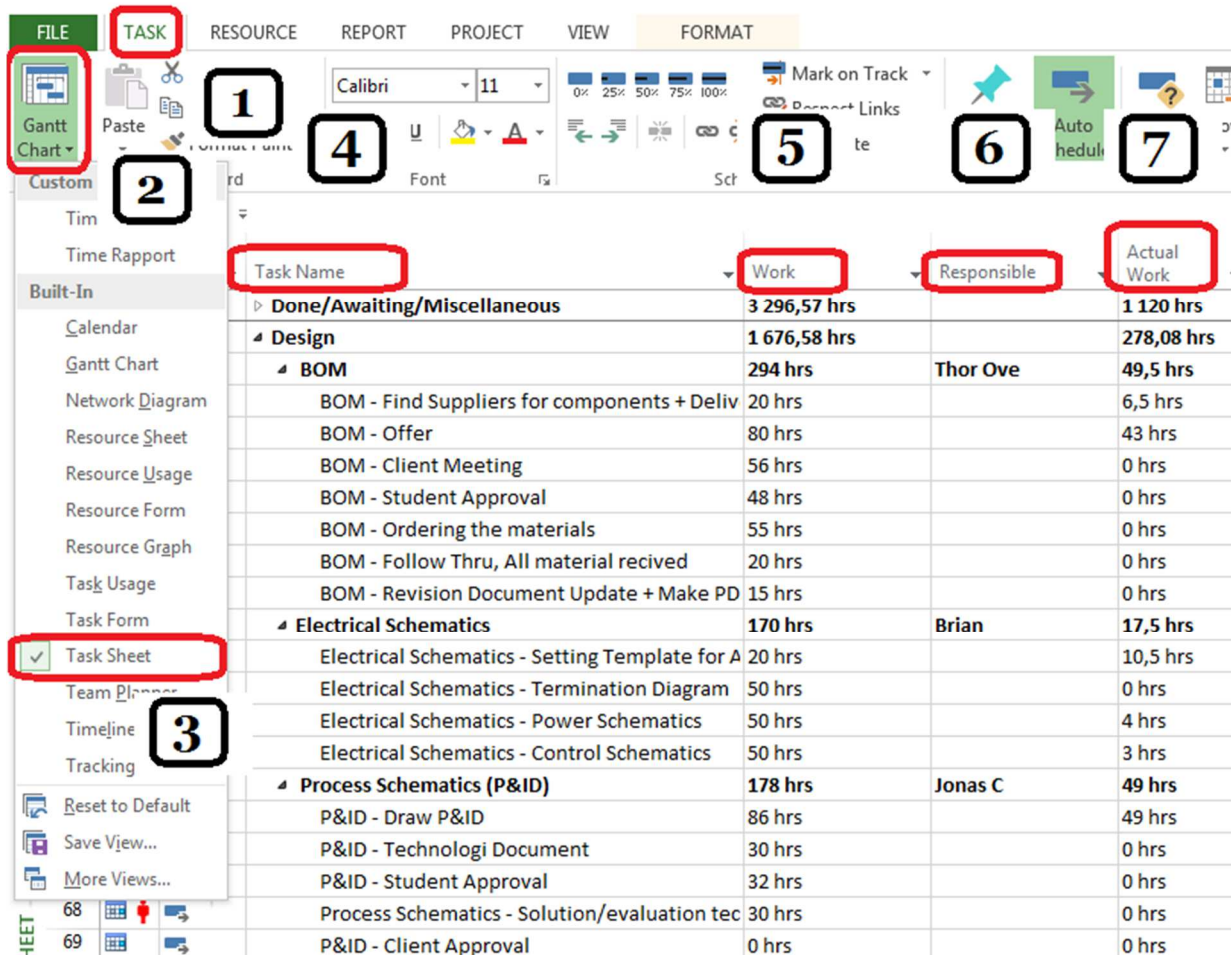 FILE TASK RESOURCE REPORT PROJECT VIEW FORMAT
Gantt Chart
Paste
1
2
Calibri 11
4
U A
Font
0% 25% 50% 75% 100%
Mark on Track
Respect Links
5
6
Auto
7
Custom
Time Rapport
Built-In
Calendar
Gantt Chart
Network Diagram
Resource Sheet
Resource Usage
Resource Form
Resource Graph
Task Usage
Task Form
Task Sheet
Team Planner
Timeline
Tracking
3
Reset to Default
Save View...
More Views...
Task Name Work Responsible Actual Work
Done/Awaiting/Miscellaneous 3 296,57 hrs 1 120 hrs
Design 1 676,58 hrs 278,08 hrs
BOM 294 hrs Thor Ove 49,5 hrs
BOM - Find Suppliers for components + Deliv 20 hrs 6,5 hrs
BOM - Offer 80 hrs 43 hrs
BOM - Client Meeting 56 hrs 0 hrs
BOM - Student Approval 48 hrs 0 hrs
BOM - Ordering the materials 55 hrs 0 hrs
BOM - Follow Thru, All material recived 20 hrs 0 hrs
BOM - Revision Document Update + Make PD 15 hrs 0 hrs
Electrical Schematics 170 hrs Brian 17,5 hrs
Electrical Schematics - Setting Template for A 20 hrs 10,5 hrs
Electrical Schematics - Termination Diagram 50 hrs 0 hrs
Electrical Schematics - Power Schematics 50 hrs 4 hrs
Electrical Schematics - Control Schematics 50 hrs 3 hrs
Process Schematics (P&ID) 178 hrs Jonas C 49 hrs
P&ID - Draw P&ID 86 hrs 49 hrs
P&ID - Technologi Document 30 hrs 0 hrs
P&ID - Student Approval 32 hrs 0 hrs
68 Process Schematics - Solution/evaluation tec 30 hrs 0 hrs
69 P&ID - Client Approval 0 hrs 0 hrs